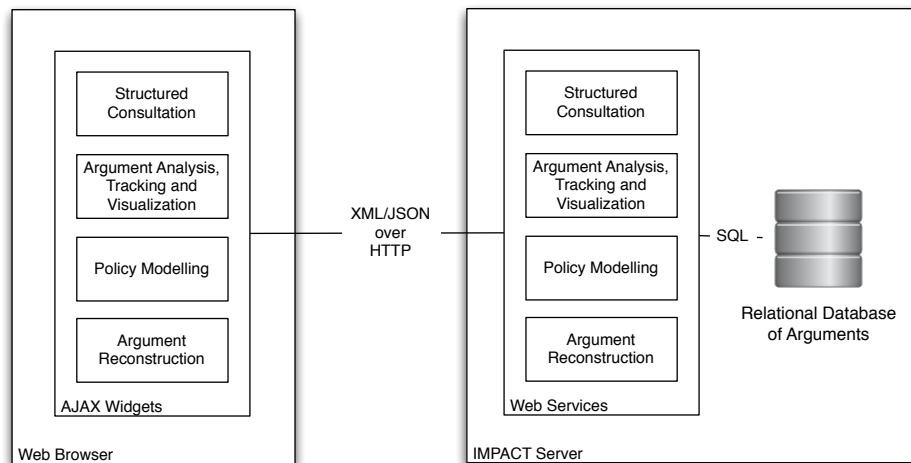 Structured
Consultation
Argument Analysis,
Tracking and
Visualization
Policy Modelling
Argument
Reconstruction
AJAX Widgets
Web Browser
XML/JSON
over
HTTP
Structured
Consultation
Argument Analysis,
Tracking and
Visualization
Policy Modelling
Argument
Reconstruction
Web Services
IMPACT Server
SQL
Relational Database
of Arguments